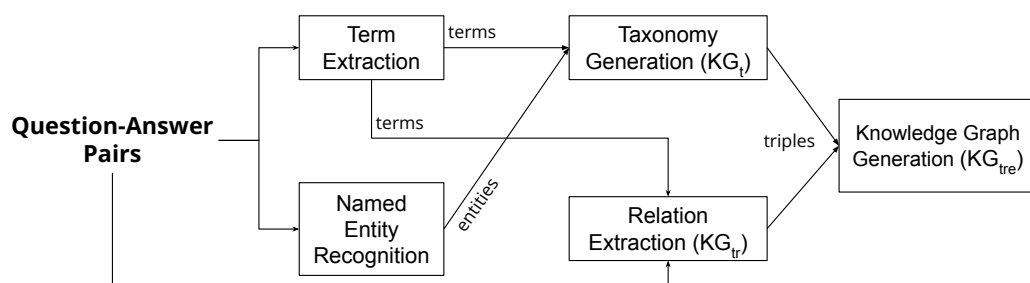 Question-Answer
Pairs
Term
Extraction
Named
Entity
Recognition
terms
terms
entities
Taxonomy
Generation (KGt)
Relation
Extraction (KGtr)
triples
Knowledge Graph
Generation (KGtre)